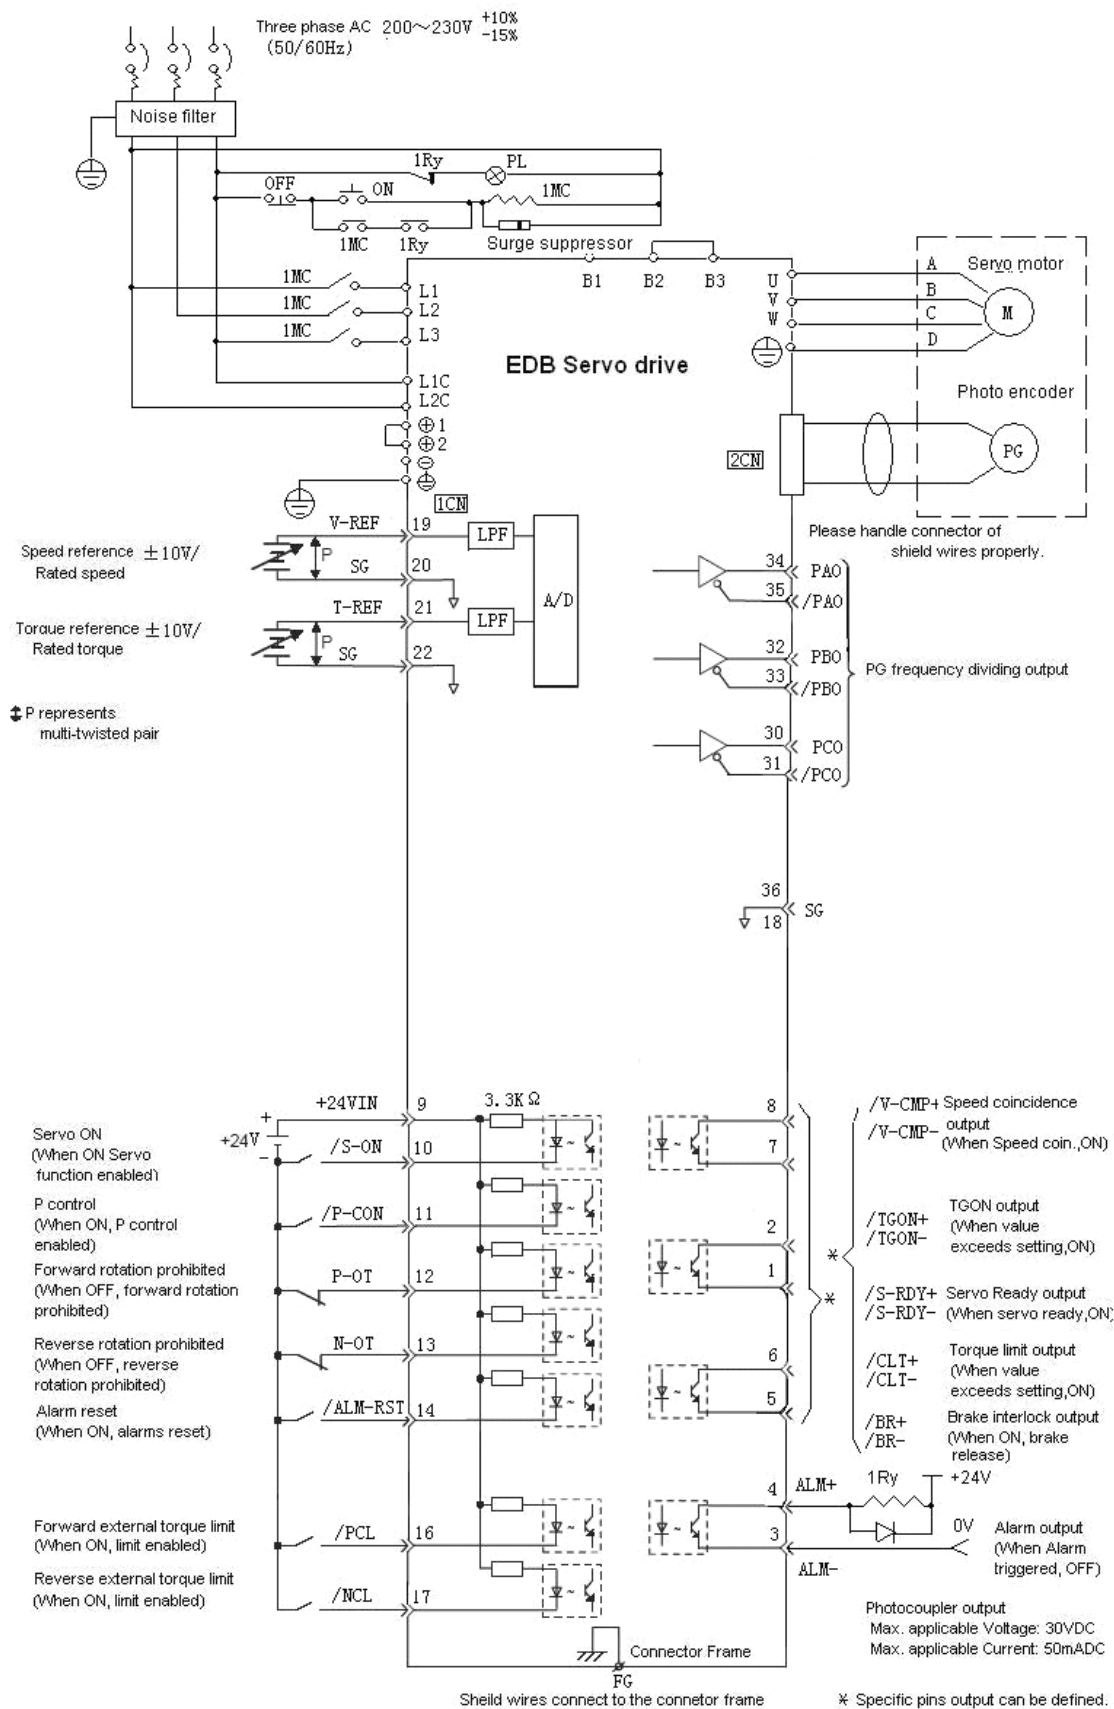 Three phase AC 200～230V +10% -15%
(50/60Hz)
Noise filter
1Ry
PL
OFF
ON
1MC
1MC
1Ry
Surge suppressor
B1
B2
B3
1MC
L1
1MC
L2
1MC
L3
L1C
L2C
⊕1
⊕2
⊖
EDB Servo drive
U
V
W
A
B
C
D
Servo motor
M
Photo encoder
PG
2CN
Please handle connector of
shield wires properly.
1CN
Speed reference ±10V/
Rated speed
V-REF
19
LPF
P
SG
20
A/D
Torque reference ±10V/
Rated torque
T-REF
21
LPF
P
SG
22
P represents
multi-twisted pair
34
PAO
35
/PAO
32
PBO
33
/PBO
30
PCO
31
/PCO
PG frequency dividing output
36
SG
18
+24VIN
9
3.3KΩ
+
+24V
−
Servo ON
(When ON Servo
function enabled)
/S-ON
10
P control
(When ON, P control
enabled)
/P-CON
11
Forward rotation prohibited
(When OFF, forward rotation
prohibited)
P-OT
12
Reverse rotation prohibited
(When OFF, reverse
rotation prohibited)
N-OT
13
Alarm reset
(When ON, alarms reset)
/ALM-RST
14
Forward external torque limit
(When ON, limit enabled)
/PCL
16
Reverse external torque limit
(When ON, limit enabled)
/NCL
17
8
7
2
1
6
5
*
*
/V-CMP+
/V-CMP-
Speed coincidence
output
(When Speed coin.,ON)
/TGON+
/TGON-
TGON output
(When value
exceeds setting,ON)
/S-RDY+
/S-RDY-
Servo Ready output
(When servo ready,ON)
/CLT+
/CLT-
Torque limit output
(When value
exceeds setting,ON)
/BR+
/BR-
Brake interlock output
(When ON, brake
release)
4
ALM+
1Ry
+24V
3
ALM-
0V
Alarm output
(When Alarm
triggered, OFF)
Photocoupler output
Max. applicable Voltage: 30VDC
Max. applicable Current: 50mADC
Connector Frame
FG
Sheild wires connect to the connetor frame
* Specific pins output can be defined.